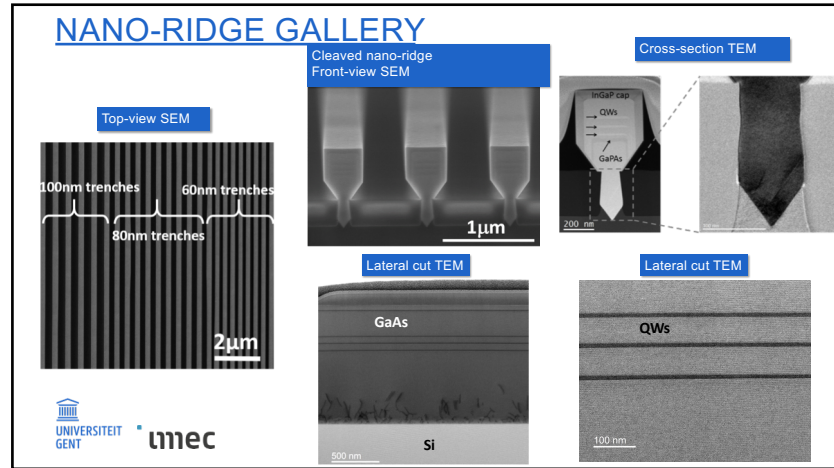 NANO-RIDGE GALLERY
Top-view SEM
100nm trenches
60nm trenches
80nm trenches
2µm
Cleaved nano-ridge
Front-view SEM
1µm
Cross-section TEM
InGaP cap
QWs
GaPAs
200 nm
Lateral cut TEM
GaAs
Si
500 nm
Lateral cut TEM
QWs
100 nm
UNIVERSITEIT
GENT
imec